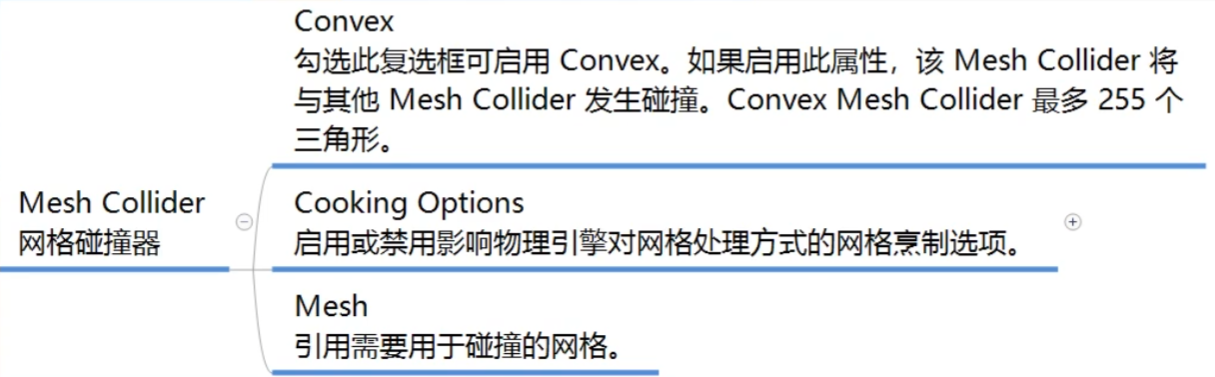 Convex
勾选此复选框可启用 Convex。如果启用此属性，该 Mesh Collider 将
与其他 Mesh Collider 发生碰撞。Convex Mesh Collider 最多 255 个
三角形。
Mesh Collider
网格碰撞器
Cooking Options
启用或禁用影响物理引擎对网格处理方式的网格烹制选项。
Mesh
引用需要用于碰撞的网格。